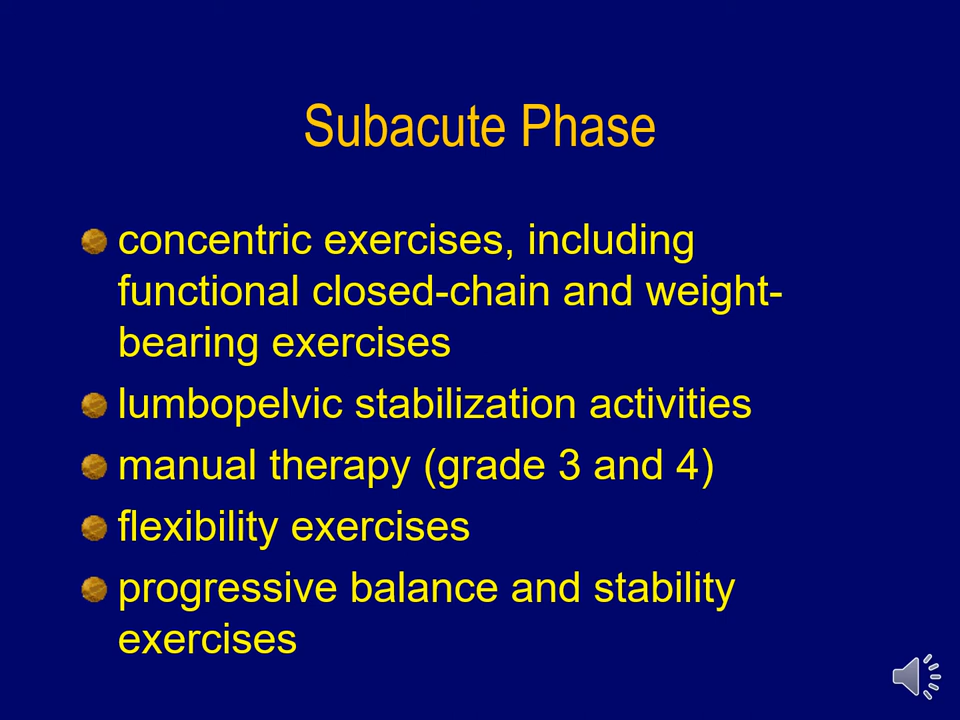 Subacute Phase
concentric exercises, including
functional closed-chain and weight-
bearing exercises
lumbopelvic stabilization activities
manual therapy (grade 3 and 4)
flexibility exercises
progressive balance and stability
exercises